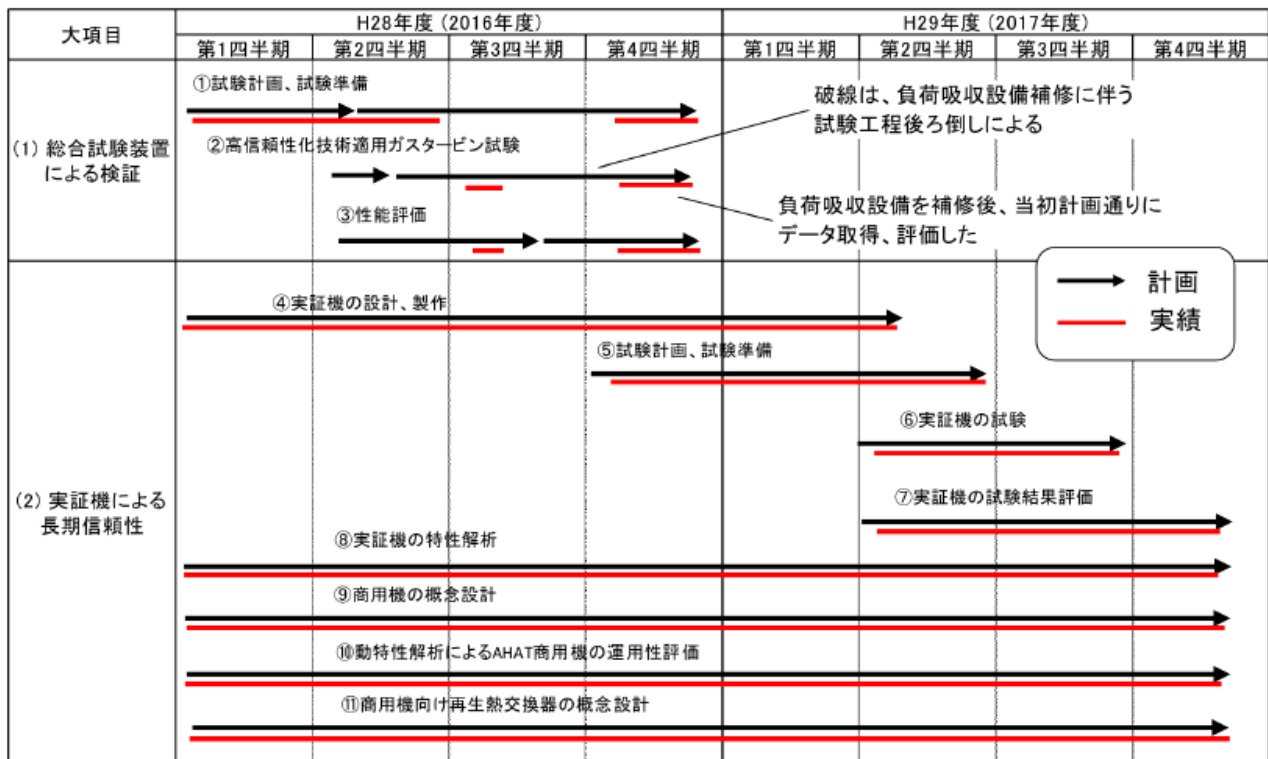 大項目
H28年度 (2016年度)
H29年度 (2017年度)
第1四半期
第2四半期
第3四半期
第4四半期
第1四半期
第2四半期
第3四半期
第4四半期
(1) 総合試験装置
による検証
①試験計画、試験準備
②高信頼性化技術適用ガスタービン試験
③性能評価
破線は、負荷吸収設備補修に伴う
試験工程後ろ倒しによる
負荷吸収設備を補修後、当初計画通りに
データ取得、評価した
計画
実績
(2) 実証機による
長期信頼性
④実証機の設計、製作
⑤試験計画、試験準備
⑥実証機の試験
⑦実証機の試験結果評価
⑧実証機の特性解析
⑨商用機の概念設計
⑩動特性解析によるAHAT商用機の運用性評価
⑪商用機向け再生熱交換器の概念設計